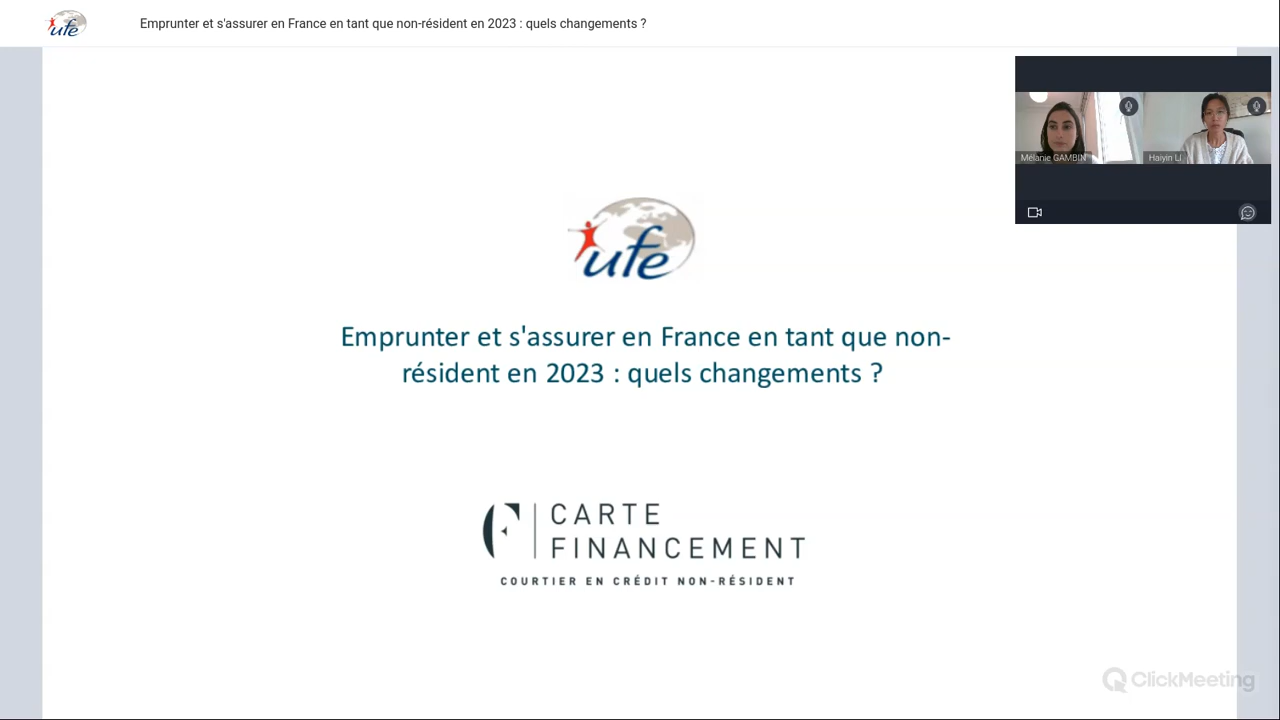 ufe
Emprunter et s'assurer en France en tant que non-résident en 2023 : quels changements ?
Mélanie GAMBIN
Haiyin LI
ufe
Emprunter et s'assurer en France en tant que non-
résident en 2023 : quels changements ?
CARTE
FINANCEMENT
COURTIER EN CRÉDIT NON-RÉSIDENT
ClickMeeting